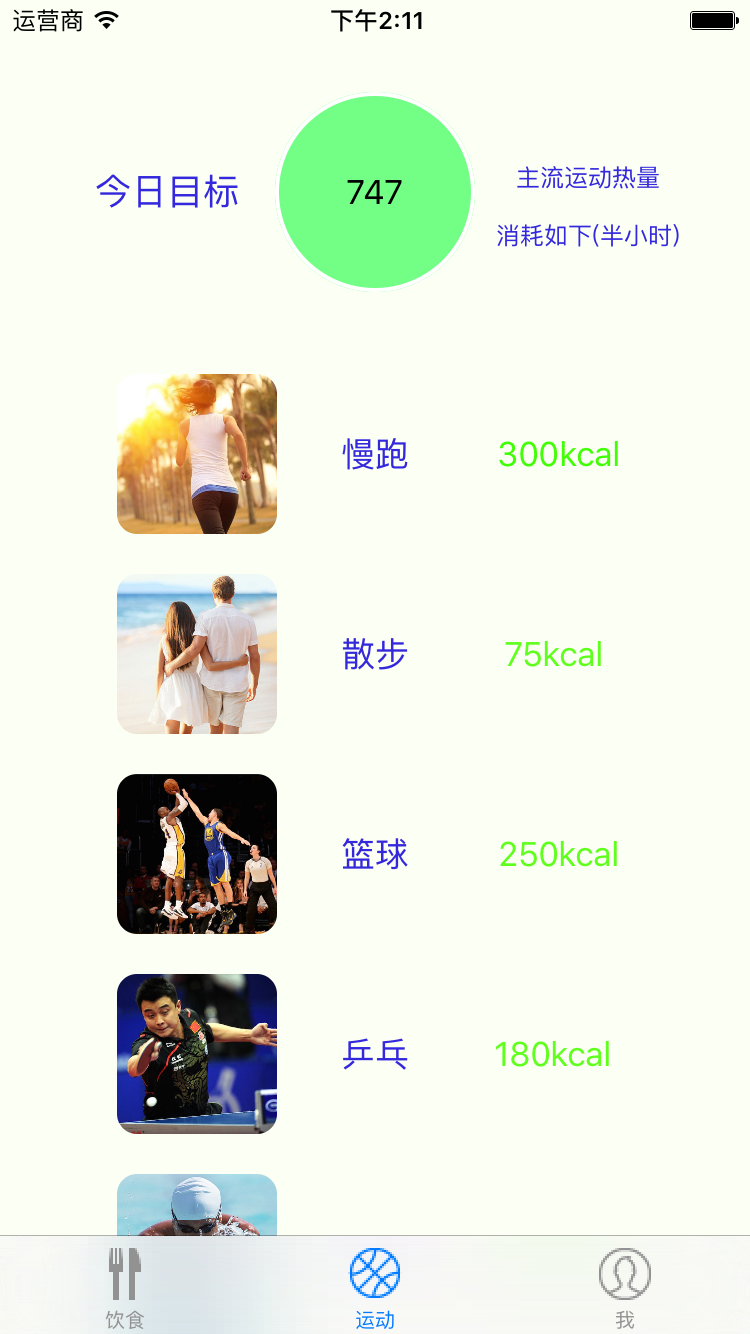 运营商 下午2:11
今日目标
747
主流运动热量
消耗如下(半小时)
慢跑 300kcal
散步 75kcal
篮球 250kcal
乒乓 180kcal
饮食 运动 我